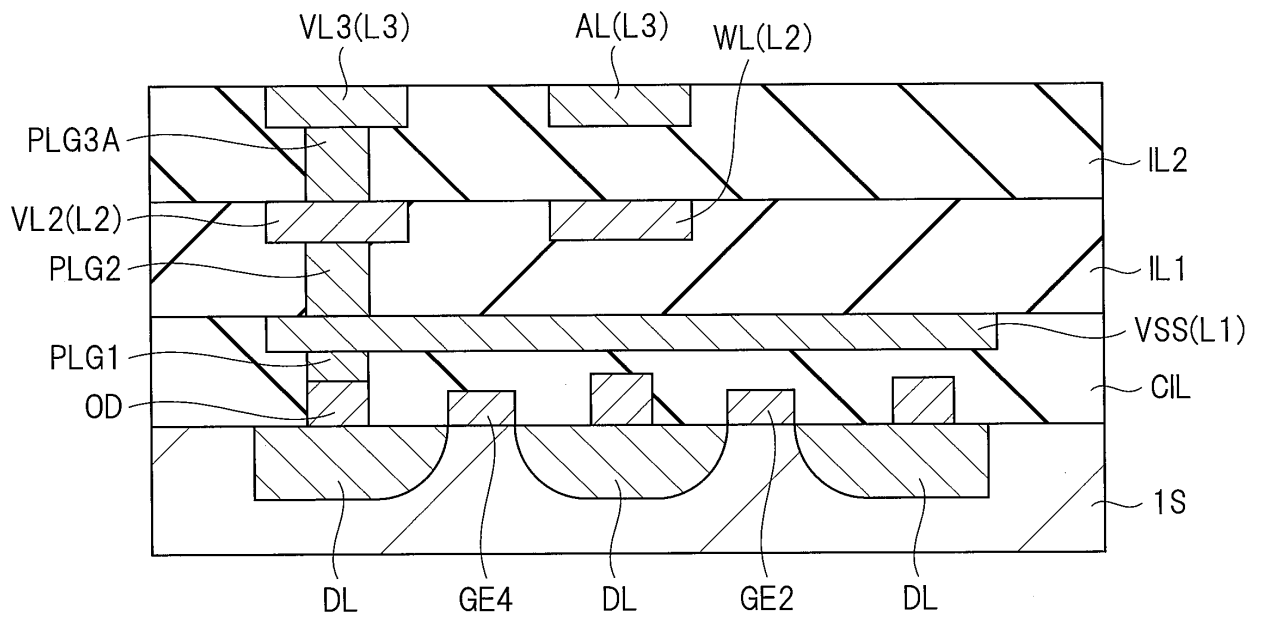 VL3(L3)
AL(L3)
WL(L2)
PLG3A
IL2
VL2(L2)
PLG2
IL1
VSS(L1)
PLG1
OD
CIL
1S
DL
GE4
DL
GE2
DL